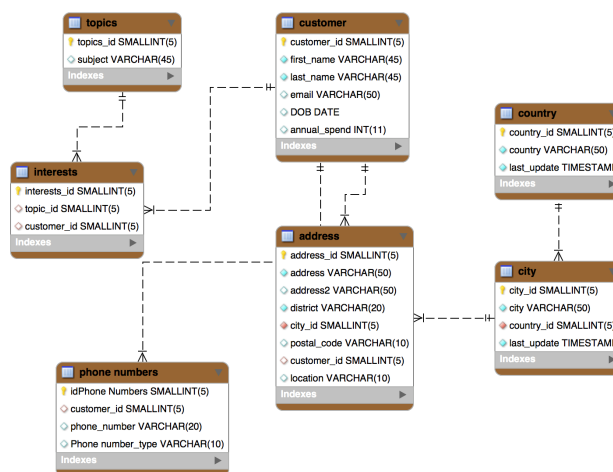 topics
topics_id SMALLINT(5)
subject VARCHAR(45)
Indexes
customer
customer_id SMALLINT(5)
first_name VARCHAR(45)
last_name VARCHAR(45)
email VARCHAR(50)
DOB DATE
annual_spend INT(11)
Indexes
country
country_id SMALLINT(5)
country VARCHAR(50)
last_update TIMESTAMP
Indexes
interests
interests_id SMALLINT(5)
topic_id SMALLINT(5)
customer_id SMALLINT(5)
Indexes
address
address_id SMALLINT(5)
address VARCHAR(50)
address2 VARCHAR(50)
district VARCHAR(20)
city_id SMALLINT(5)
postal_code VARCHAR(10)
customer_id SMALLINT(5)
location VARCHAR(10)
Indexes
city
city_id SMALLINT(5)
city VARCHAR(50)
country_id SMALLINT(5)
last_update TIMESTAM
Indexes
phone numbers
idPhone Numbers SMALLINT(5)
customer_id SMALLINT(5)
phone_number VARCHAR(20)
Phone number_type VARCHAR(10)
Indexes